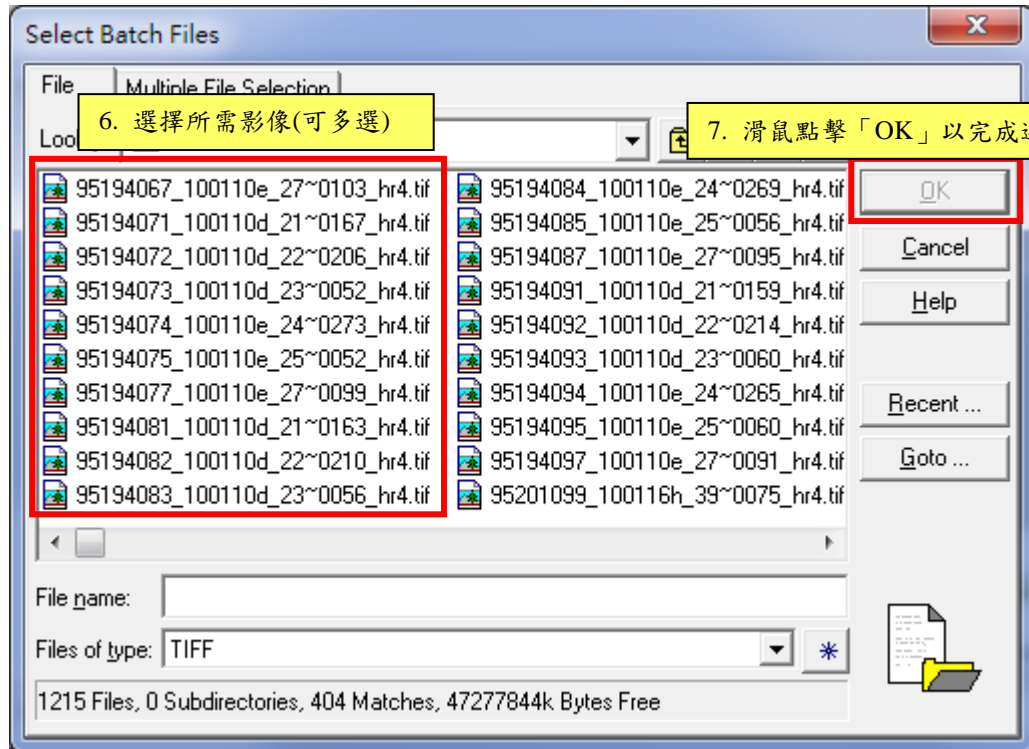 Select Batch Files
File
Multiple File Selection
6. 選擇所需影像(可多選)
Loo
7. 滑鼠點擊「OK」以完成
95194067_100110e_27~0103_hr4.tif
95194071_100110d_21~0167_hr4.tif
95194072_100110d_22~0206_hr4.tif
95194073_100110d_23~0052_hr4.tif
95194074_100110e_24~0273_hr4.tif
95194075_100110e_25~0052_hr4.tif
95194077_100110e_27~0099_hr4.tif
95194081_100110d_21~0163_hr4.tif
95194082_100110d_22~0210_hr4.tif
95194083_100110d_23~0056_hr4.tif
95194084_100110e_24~0269_hr4.tif
95194085_100110e_25~0056_hr4.tif
95194087_100110e_27~0095_hr4.tif
95194091_100110d_21~0159_hr4.tif
95194092_100110d_22~0214_hr4.tif
95194093_100110d_23~0060_hr4.tif
95194094_100110e_24~0265_hr4.tif
95194095_100110e_25~0060_hr4.tif
95194097_100110e_27~0091_hr4.tif
95201099_100116h_39~0075_hr4.tif
OK
Cancel
Help
Recent ...
Goto ...
File name:
Files of type: TIFF
1215 Files, 0 Subdirectories, 404 Matches, 47277844k Bytes Free